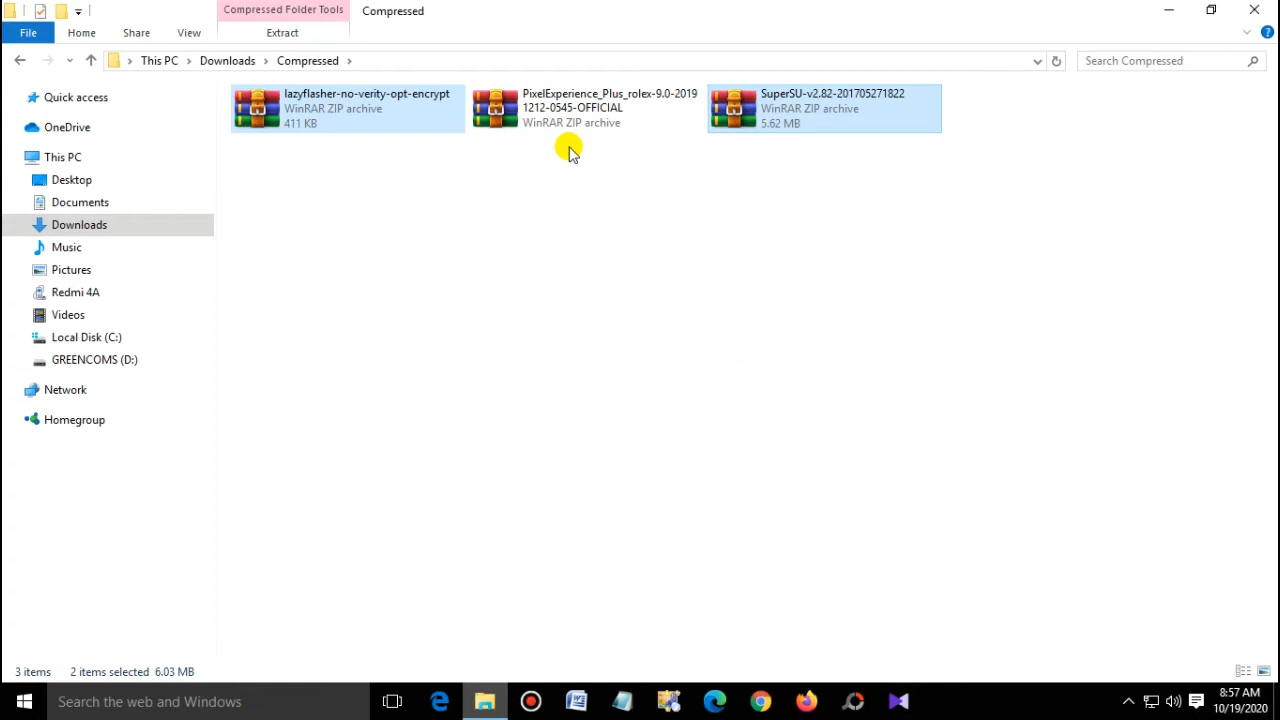 Compressed Folder Tools
Compressed
File
Home
Share
View
Extract
This PC
Downloads
Compressed
Search Compressed
Quick access
OneDrive
This PC
Desktop
Documents
Downloads
Music
Pictures
Redmi 4A
Videos
Local Disk (C:)
GREENCOMS (D:)
Network
Homegroup
lazyflasher-no-verity-opt-encrypt
WinRAR ZIP archive
411 KB
PixelExperience_Plus_rolex-9.0-2019
1212-0545-OFFICIAL
WinRAR ZIP archive
SuperSU-v2.82-201705271822
WinRAR ZIP archive
5.62 MB
3 items
2 items selected 6.03 MB
Search the web and Windows
8:57 AM
10/19/2020